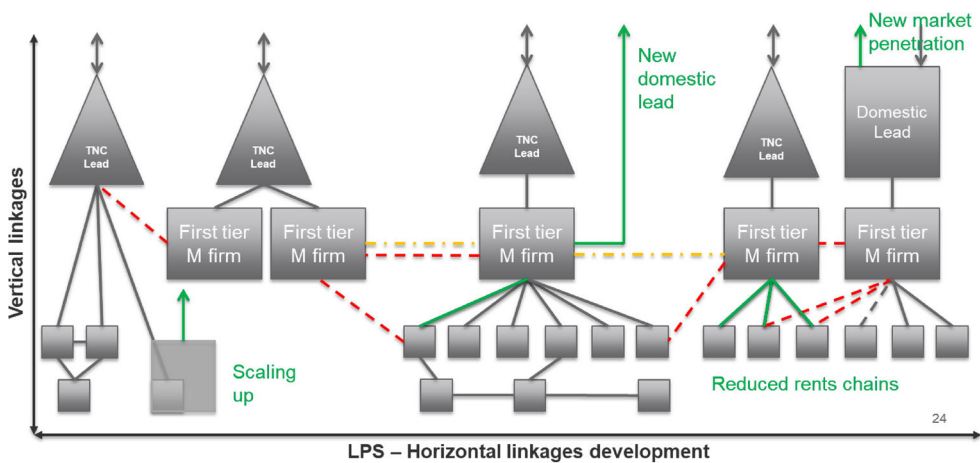 New market
penetration
New
domestic
lead
TNC
Lead
TNC
Lead
TNC
Lead
TNC
Lead
Domestic
Lead
First tier
M firm
First tier
M firm
First tier
M firm
First tier
M firm
First tier
M firm
Vertical linkages
Scaling
up
Reduced rents chains
24
LPS – Horizontal linkages development